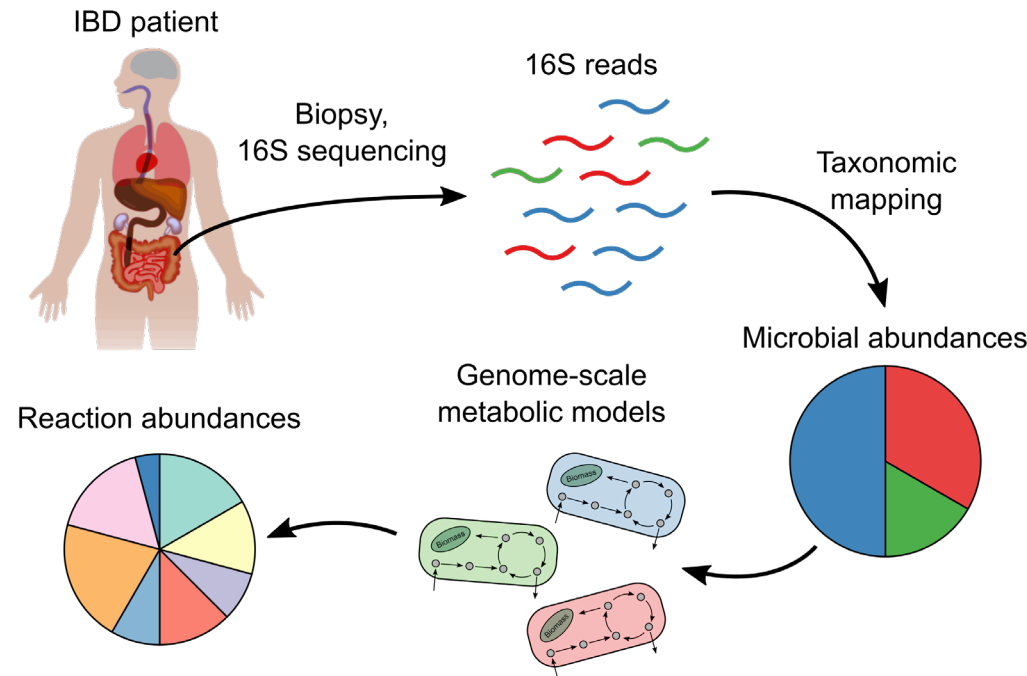 IBD patient
Biopsy,
16S sequencing
16S reads
Taxonomic
mapping
Microbial abundances
Genome-scale
metabolic models
Biomass
Biomass
Biomass
Reaction abundances